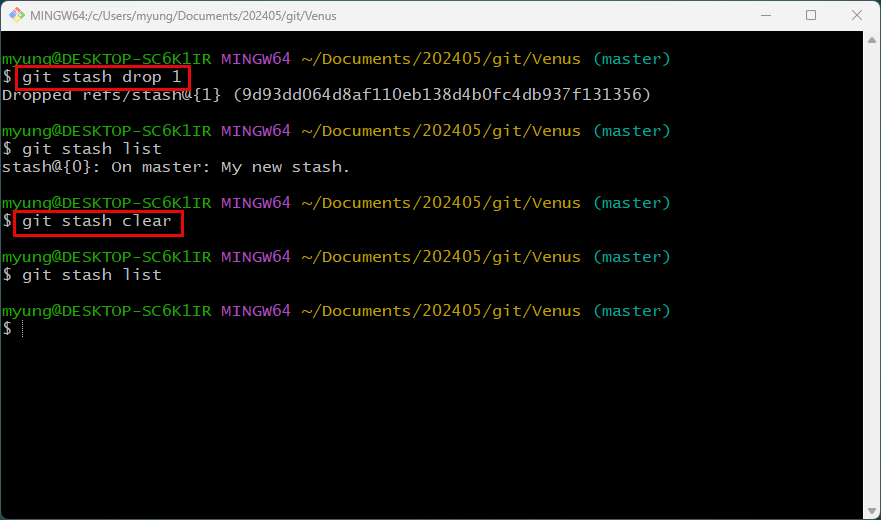 MINGW64:/c/Users/myung/Documents/202405/git/Venus
myung@DESKTOP-SC6K1IR MINGW64 ~/Documents/202405/git/Venus (master)
$ git stash drop 1
Dropped refs/stash@{1} (9d93dd064d8af110eb138d4b0fc4db937f131356)
myung@DESKTOP-SC6K1IR MINGW64 ~/Documents/202405/git/Venus (master)
$ git stash list
stash@{0}: On master: My new stash.
myung@DESKTOP-SC6K1IR MINGW64 ~/Documents/202405/git/Venus (master)
$ git stash clear
myung@DESKTOP-SC6K1IR MINGW64 ~/Documents/202405/git/Venus (master)
$ git stash list
myung@DESKTOP-SC6K1IR MINGW64 ~/Documents/202405/git/Venus (master)
$